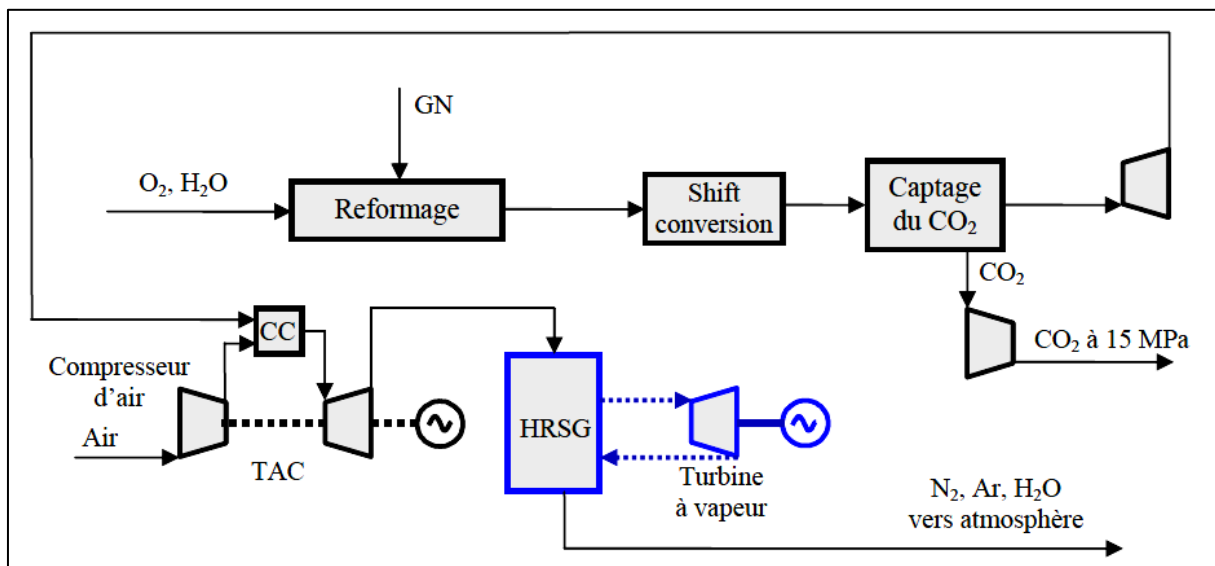 GN
O₂, H₂O
Reformage
Shift
conversion
Captage
du CO₂
CO₂
CO₂ à 15 MPa
CC
Compresseur
d’air
Air
TAC
HRSG
Turbine
à vapeur
N₂, Ar, H₂O
vers atmosphère